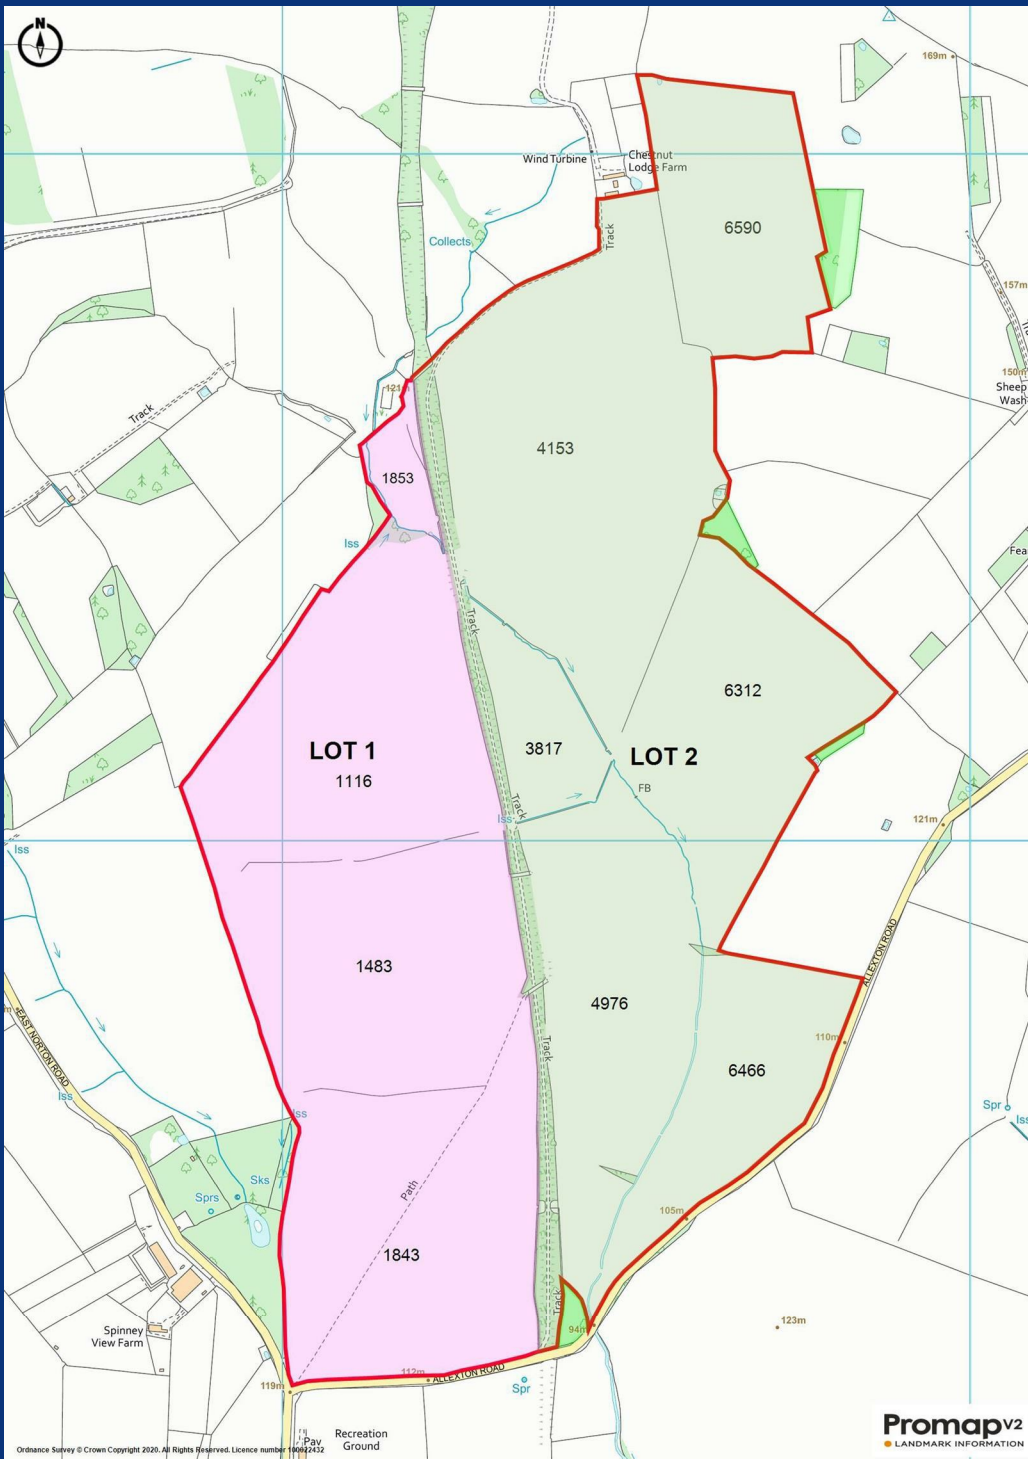 N
169m
Wind Turbine
Chestnut
Lodge Farm
Track
6590
Collects
157m
150m
Sheep
Wash
121m
Track
4153
1853
Iss
Track
6312
LOT 1
1116
3817
LOT 2
FB
Track
Iss
121m
Iss
ALLEXTON ROAD
1483
4976
EAST NORTON ROAD
110m
Track
6466
Iss
Iss
Spr
Iss
Path
Sks
Sprs
105m
1843
Track
94m
123m
Spinney
View Farm
112m
ALLEXTON ROAD
119m
Spr
Recreation
Ground
Pav
Ordnance Survey © Crown Copyright 2020. All Rights Reserved. Licence number 100022432
Promap V2
LANDMARK INFORMATION